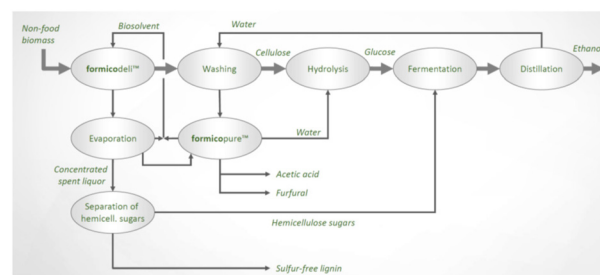 Non-food
biomass
Biosolvent
Water
formicodeli™
Washing
Cellulose
Hydrolysis
Glucose
Fermentation
Distillation
Ethano
Evaporation
formicopure™
Water
Concentrated
spent liquor
Acetic acid
Furfural
Separation of
hemicell. sugars
Hemicellulose sugars
Sulfur-free lignin